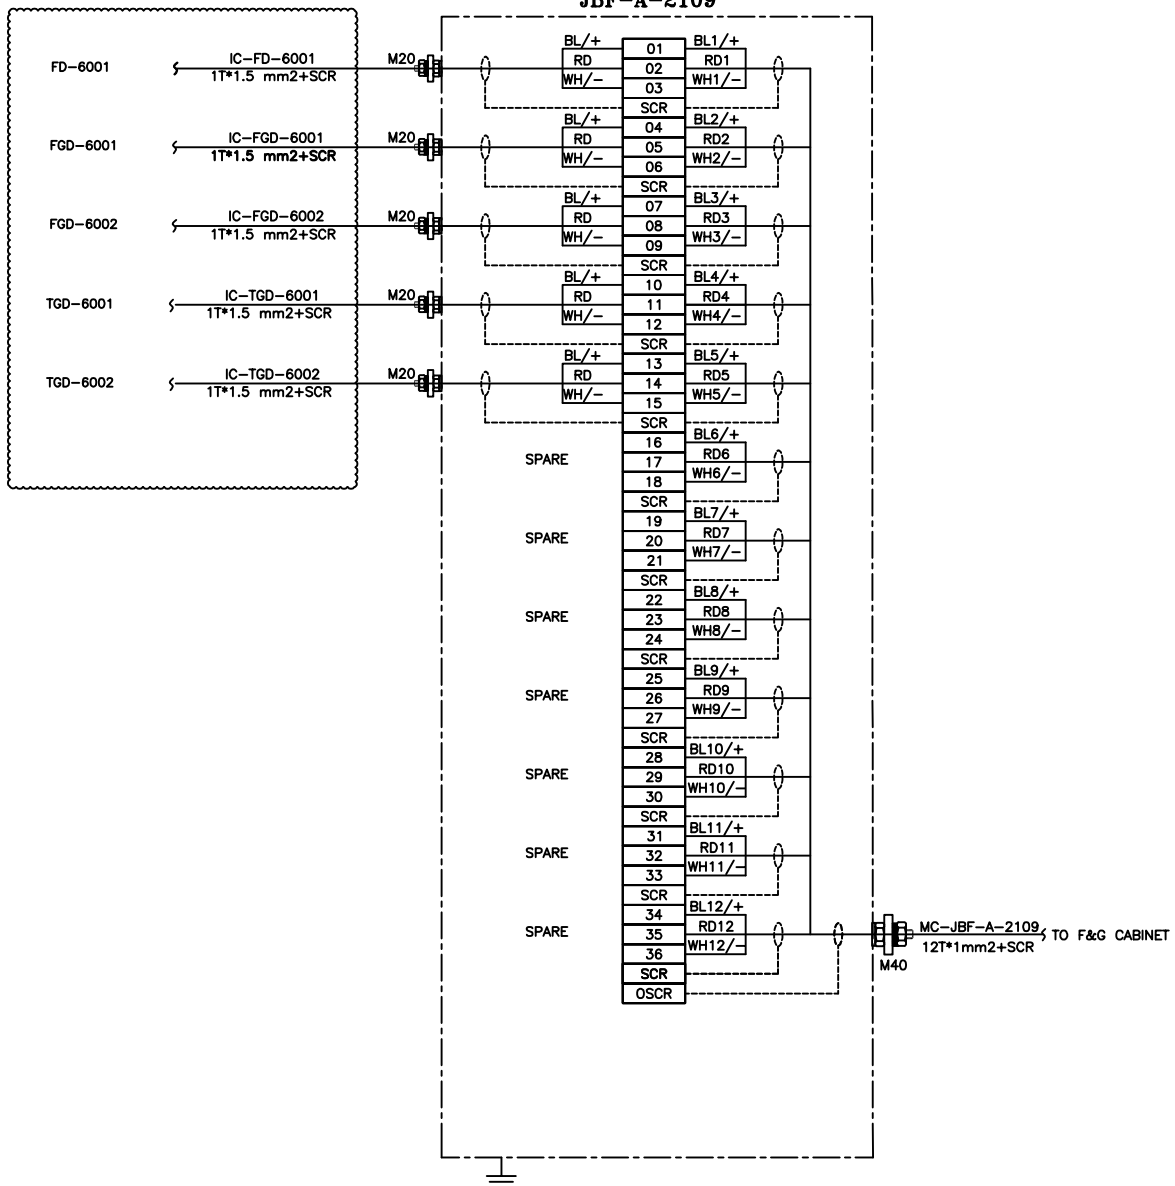 JBF-A-2109
FD-6001 IC-FD-6001 M20 BL/+ 01 BL1/+
1T*1.5 mm2+SCR RD 02 RD1
WH/- 03 WH1/-
SCR
FGD-6001 IC-FGD-6001 M20 BL/+ 04 BL2/+
1T*1.5 mm2+SCR RD 05 RD2
WH/- 06 WH2/-
SCR
FGD-6002 IC-FGD-6002 M20 BL/+ 07 BL3/+
1T*1.5 mm2+SCR RD 08 RD3
WH/- 09 WH3/-
SCR
TGD-6001 IC-TGD-6001 M20 BL/+ 10 BL4/+
1T*1.5 mm2+SCR RD 11 RD4
WH/- 12 WH4/-
SCR
TGD-6002 IC-TGD-6002 M20 BL/+ 13 BL5/+
1T*1.5 mm2+SCR RD 14 RD5
WH/- 15 WH5/-
SCR
16 BL6/+
SPARE 17 RD6
18 WH6/-
SCR
19 BL7/+
SPARE 20 RD7
21 WH7/-
SCR
22 BL8/+
SPARE 23 RD8
24 WH8/-
SCR
25 BL9/+
SPARE 26 RD9
27 WH9/-
SCR
28 BL10/+
SPARE 29 RD10
30 WH10/-
SCR
31 BL11/+
SPARE 32 RD11
33 WH11/-
SCR
34 BL12/+
SPARE 35 RD12 MC-JBF-A-2109 TO F&G CABINET
36 WH12/- 12T*1mm2+SCR
M40
SCR
OSCR